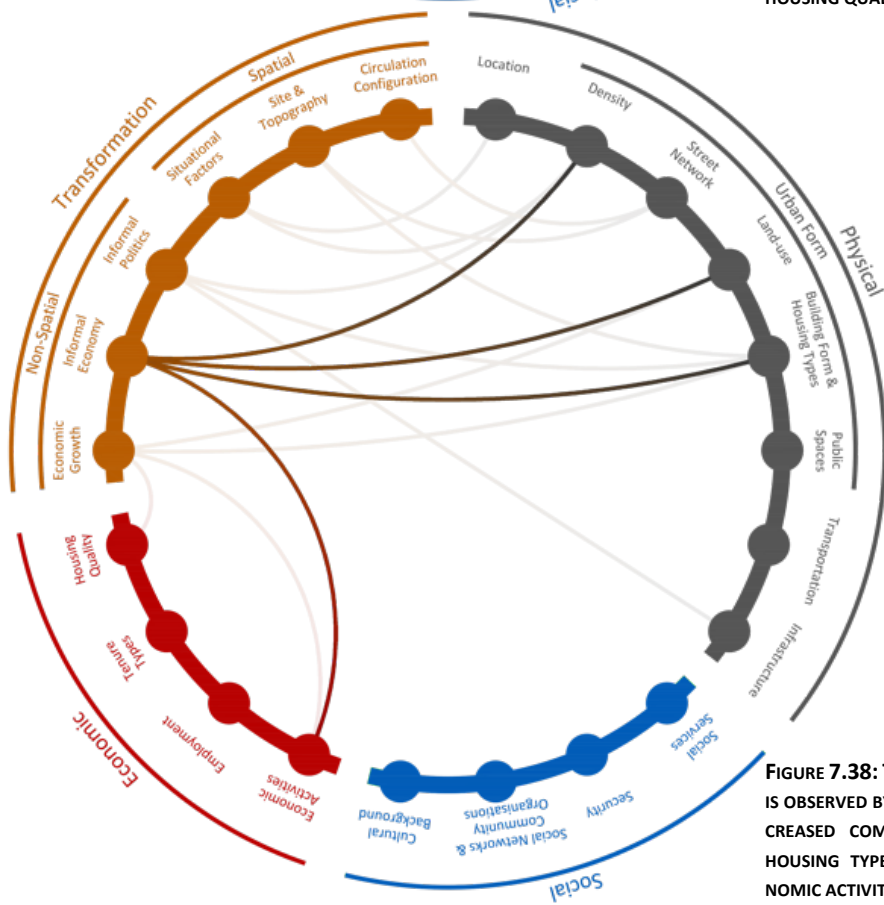 HOUSING QUAL
Social
Transformation
Spatial
Non-Spatial
Circulation
Configuration
Site &
Topography
Situational
Factors
Informal
Politics
Informal
Economy
Economic
Growth
Physical
Urban Form
Location
Density
Street
Network
Land-use
Building Form &
Housing Types
Public
Spaces
Transportation
Infrastructure
Social
Services
Security
Social Networks &
Community
Organisations
Cultural
Background
Social
Economic
Activities
Employment
Tenure
Types
Housing
Quality
Economic
FIGURE 7.38:
IS OBSERVED
CREASED COM
HOUSING TYPE
NOMIC ACTIVIT